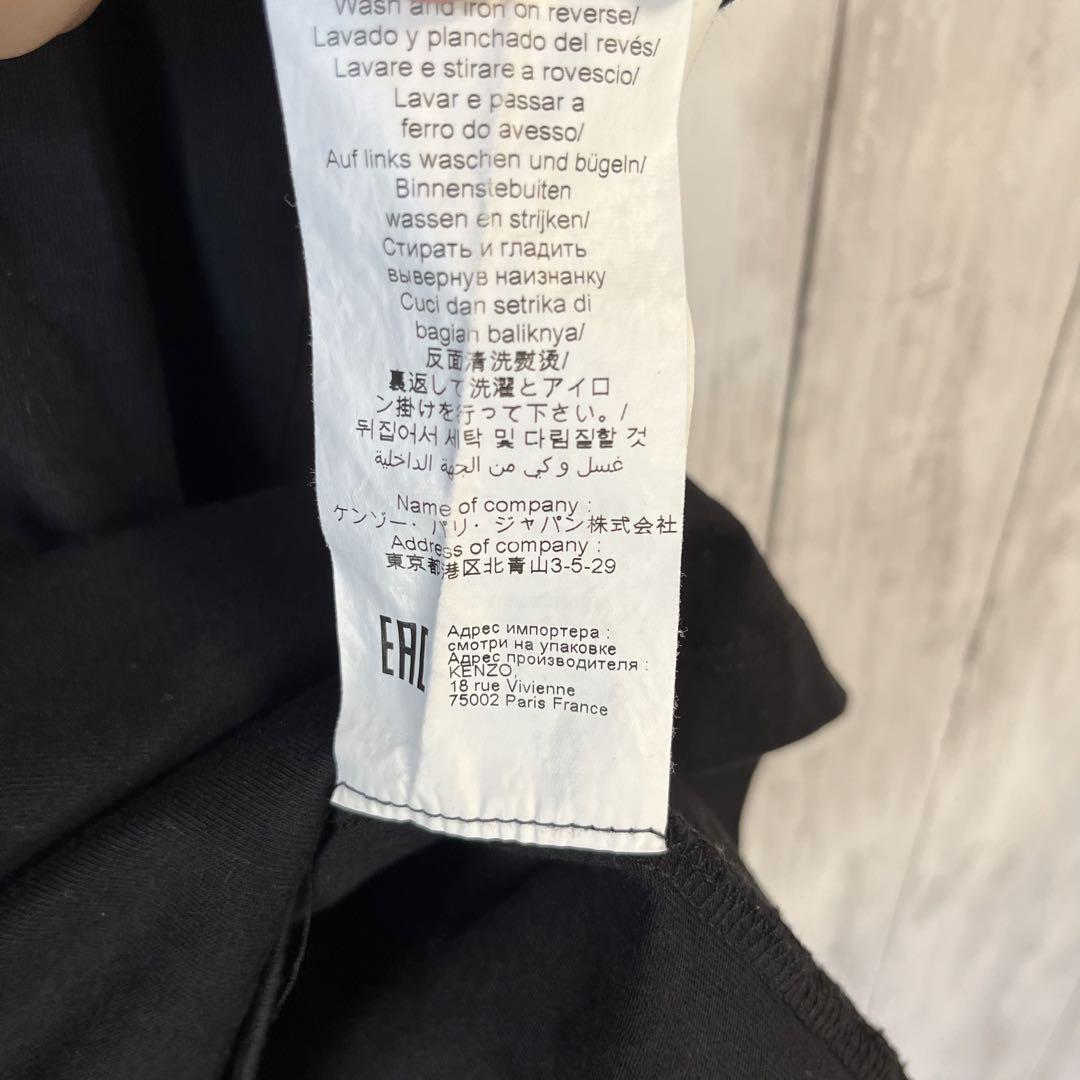 Wash and iron on reverse/
Lavado y planchado del revés/
Lavare e stirare a rovescio/
Lavar e passar a
ferro do avesso/
Auf links waschen und bügeln/
Binnenstebuiten
wassen en strijken/
Стирать и гладить
вывернув наизнанку
Cuci dan setrika di
bagian baliknya/
反面清洗熨烫/
裏返して洗濯とアイロ
ン掛けを行って下さい。/
뒤집어서 세탁 및 다림질할 것
غسل و كي من الجهة الداخلية
Name of company :
ケンゾー・パリ・ジャパン株式会社
Address of company :
東京都港区北青山3-5-29
EAC
Адрес импортера :
смотри на упаковке
Адрес производителя :
KENZO,
18 rue Vivienne
75002 Paris France